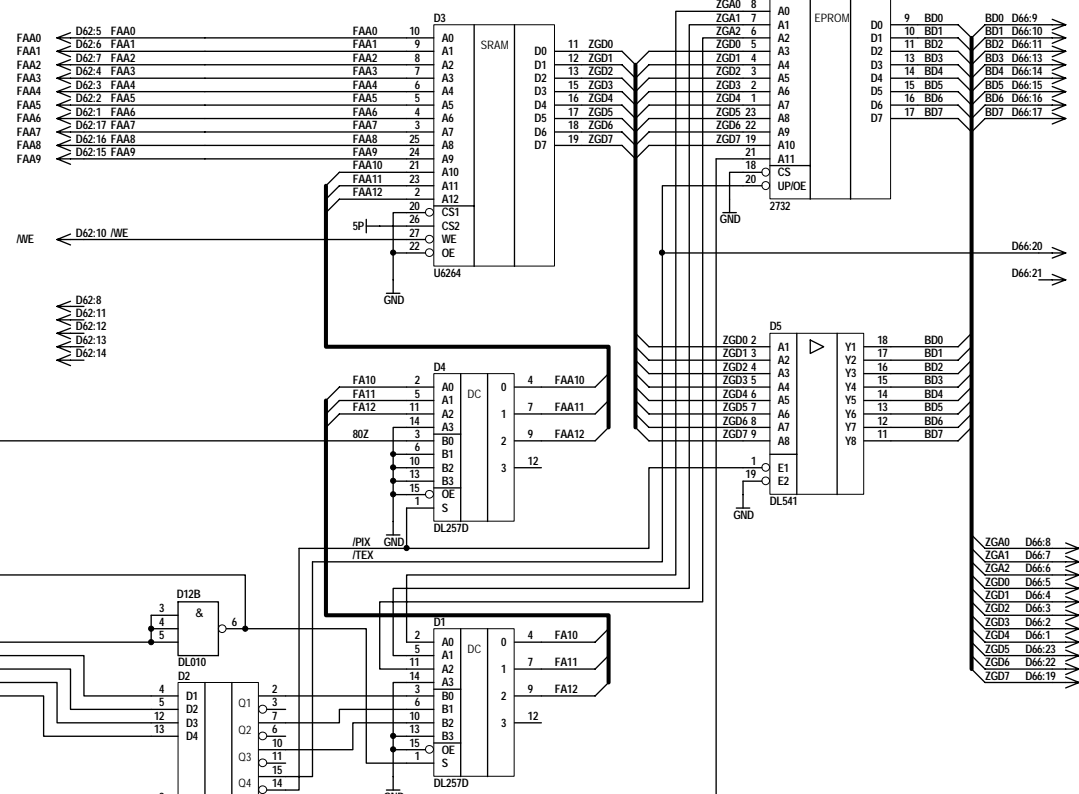 D3
SRAM
FAA0 D62:5 FAA0 FAA0 10 A0
FAA1 D62:6 FAA1 FAA1 9 A1
FAA2 D62:7 FAA2 FAA2 8 A2
FAA3 D62:4 FAA3 FAA3 7 A3
FAA4 D62:3 FAA4 FAA4 6 A4
FAA5 D62:2 FAA5 FAA5 5 A5
FAA6 D62:1 FAA6 FAA6 4 A6
FAA7 D62:17 FAA7 FAA7 3 A7
FAA8 D62:16 FAA8 FAA8 25 A8
FAA9 D62:15 FAA9 FAA9 24 A9
FAA10 21 A10
FAA11 23 A11
FAA12 2 A12
20 CS1
5P 26 CS2
/WE D62:10 /WE 27 WE
22 OE
U6264
GND
D0 11 ZGD0
D1 12 ZGD1
D2 13 ZGD2
D3 15 ZGD3
D4 16 ZGD4
D5 17 ZGD5
D6 18 ZGD6
D7 19 ZGD7
EPROM
ZGA0 8 A0
ZGA1 7 A1
ZGA2 6 A2
ZGD0 5 A3
ZGD1 4 A4
ZGD2 3 A5
ZGD3 2 A6
ZGD4 1 A7
ZGD5 23 A8
ZGD6 22 A9
ZGD7 19 A10
21 A11
18 CS
20 UP/OE
2732
GND
D0 9 BD0 BD0 D66:9
D1 10 BD1 BD1 D66:10
D2 11 BD2 BD2 D66:11
D3 13 BD3 BD3 D66:13
D4 14 BD4 BD4 D66:14
D5 15 BD5 BD5 D66:15
D6 16 BD6 BD6 D66:16
D7 17 BD7 BD7 D66:17
D66:20
D66:21
D62:8
D62:11
D62:12
D62:13
D62:14
D4
DC
FA10 2 A0
FA11 5 A1
FA12 11 A2
14 A3
80Z 3 B0
6 B1
10 B2
13 B3
15 OE
1 S
DL257D
GND
0 4 FAA10
1 7 FAA11
2 9 FAA12
3 12
D5
ZGD0 2 A1 Y1 18 BD0
ZGD1 3 A2 Y2 17 BD1
ZGD2 4 A3 Y3 16 BD2
ZGD3 5 A4 Y4 15 BD3
ZGD4 6 A5 Y5 14 BD4
ZGD5 7 A6 Y6 13 BD5
ZGD6 8 A7 Y7 12 BD6
ZGD7 9 A8 Y8 11 BD7
1 E1
19 E2
DL541
GND
/PIX
/TEX
ZGA0 D66:8
ZGA1 D66:7
ZGA2 D66:6
ZGD0 D66:5
ZGD1 D66:4
ZGD2 D66:3
ZGD3 D66:2
ZGD4 D66:1
ZGD5 D66:23
ZGD6 D66:22
ZGD7 D66:19
D12B
&
3
4
5
6
DL010
D2
4 D1
5 D2
12 D3
13 D4
Q1 2
3
7
Q2 6
10
Q3 11
15
Q4 14
D1
DC
2 A0
5 A1
11 A2
14 A3
3 B0
6 B1
10 B2
13 B3
15 OE
1 S
DL257D
0 4 FA10
1 7 FA11
2 9 FA12
3 12
GND